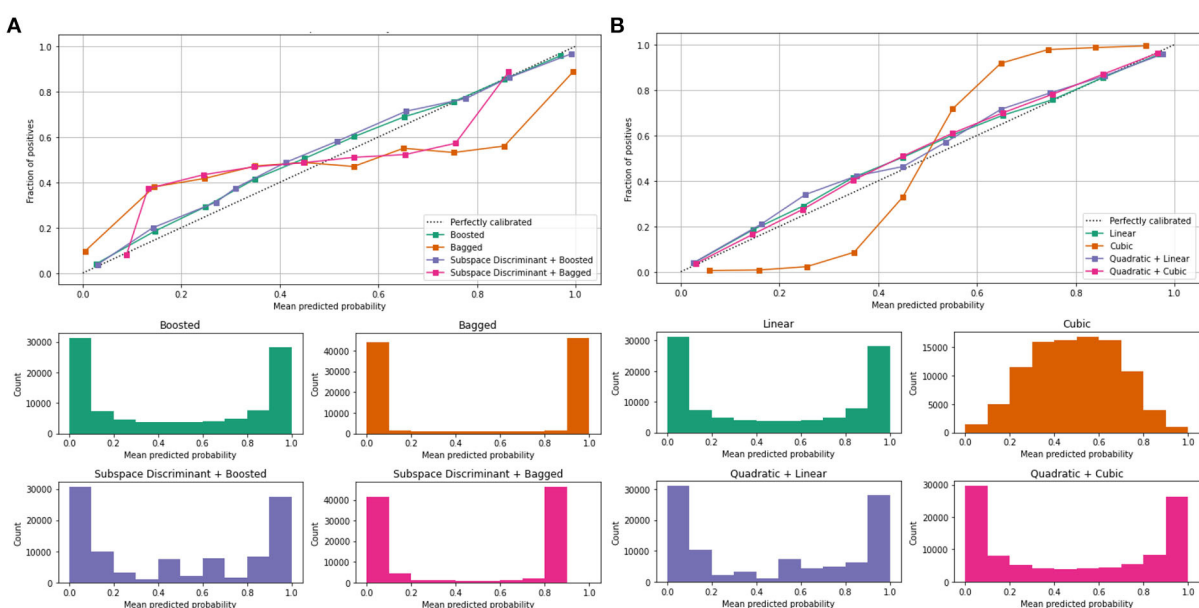 A
B
1.0
0.8
0.6
0.4
0.2
0.0
Fraction of positives
Perfectly calibrated
Boosted
Bagged
Subspace Discriminant + Boosted
Subspace Discriminant + Bagged
0.0 0.2 0.4 0.6 0.8 1.0
Mean predicted probability
1.0
0.8
0.6
0.4
0.2
0.0
Fraction of positives
Perfectly calibrated
Linear
Cubic
Quadratic + Linear
Quadratic + Cubic
0.0 0.2 0.4 0.6 0.8 1.0
Mean predicted probability
Boosted
30000
20000
10000
0
Count
0.0 0.2 0.4 0.6 0.8 1.0
Mean predicted probability
Bagged
40000
20000
0
Count
0.0 0.2 0.4 0.6 0.8 1.0
Mean predicted probability
Linear
30000
20000
10000
0
Count
0.0 0.2 0.4 0.6 0.8 1.0
Mean predicted probability
Cubic
15000
10000
5000
0
Count
0.0 0.2 0.4 0.6 0.8 1.0
Mean predicted probability
Subspace Discriminant + Boosted
30000
20000
10000
0
Count
0.0 0.2 0.4 0.6 0.8 1.0
Mean predicted probability
Subspace Discriminant + Bagged
40000
30000
20000
10000
0
Count
0.0 0.2 0.4 0.6 0.8 1.0
Mean predicted probability
Quadratic + Linear
30000
20000
10000
0
Count
0.0 0.2 0.4 0.6 0.8 1.0
Mean predicted probability
Quadratic + Cubic
30000
20000
10000
0
Count
0.0 0.2 0.4 0.6 0.8 1.0
Mean predicted probability